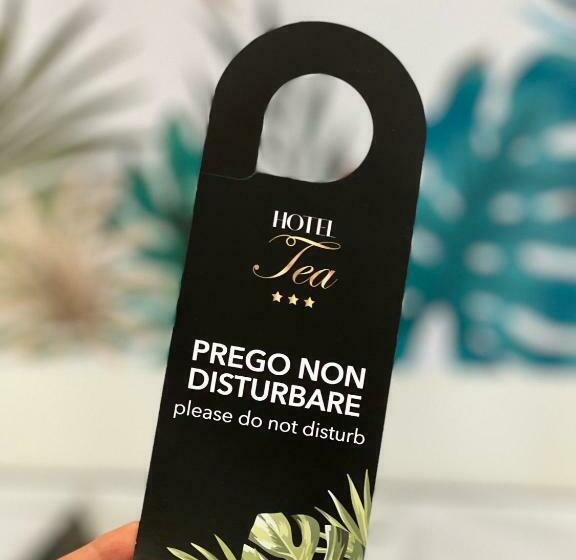 HOTEL
Tea
PREGO NON
DISTURBARE
please do not disturb